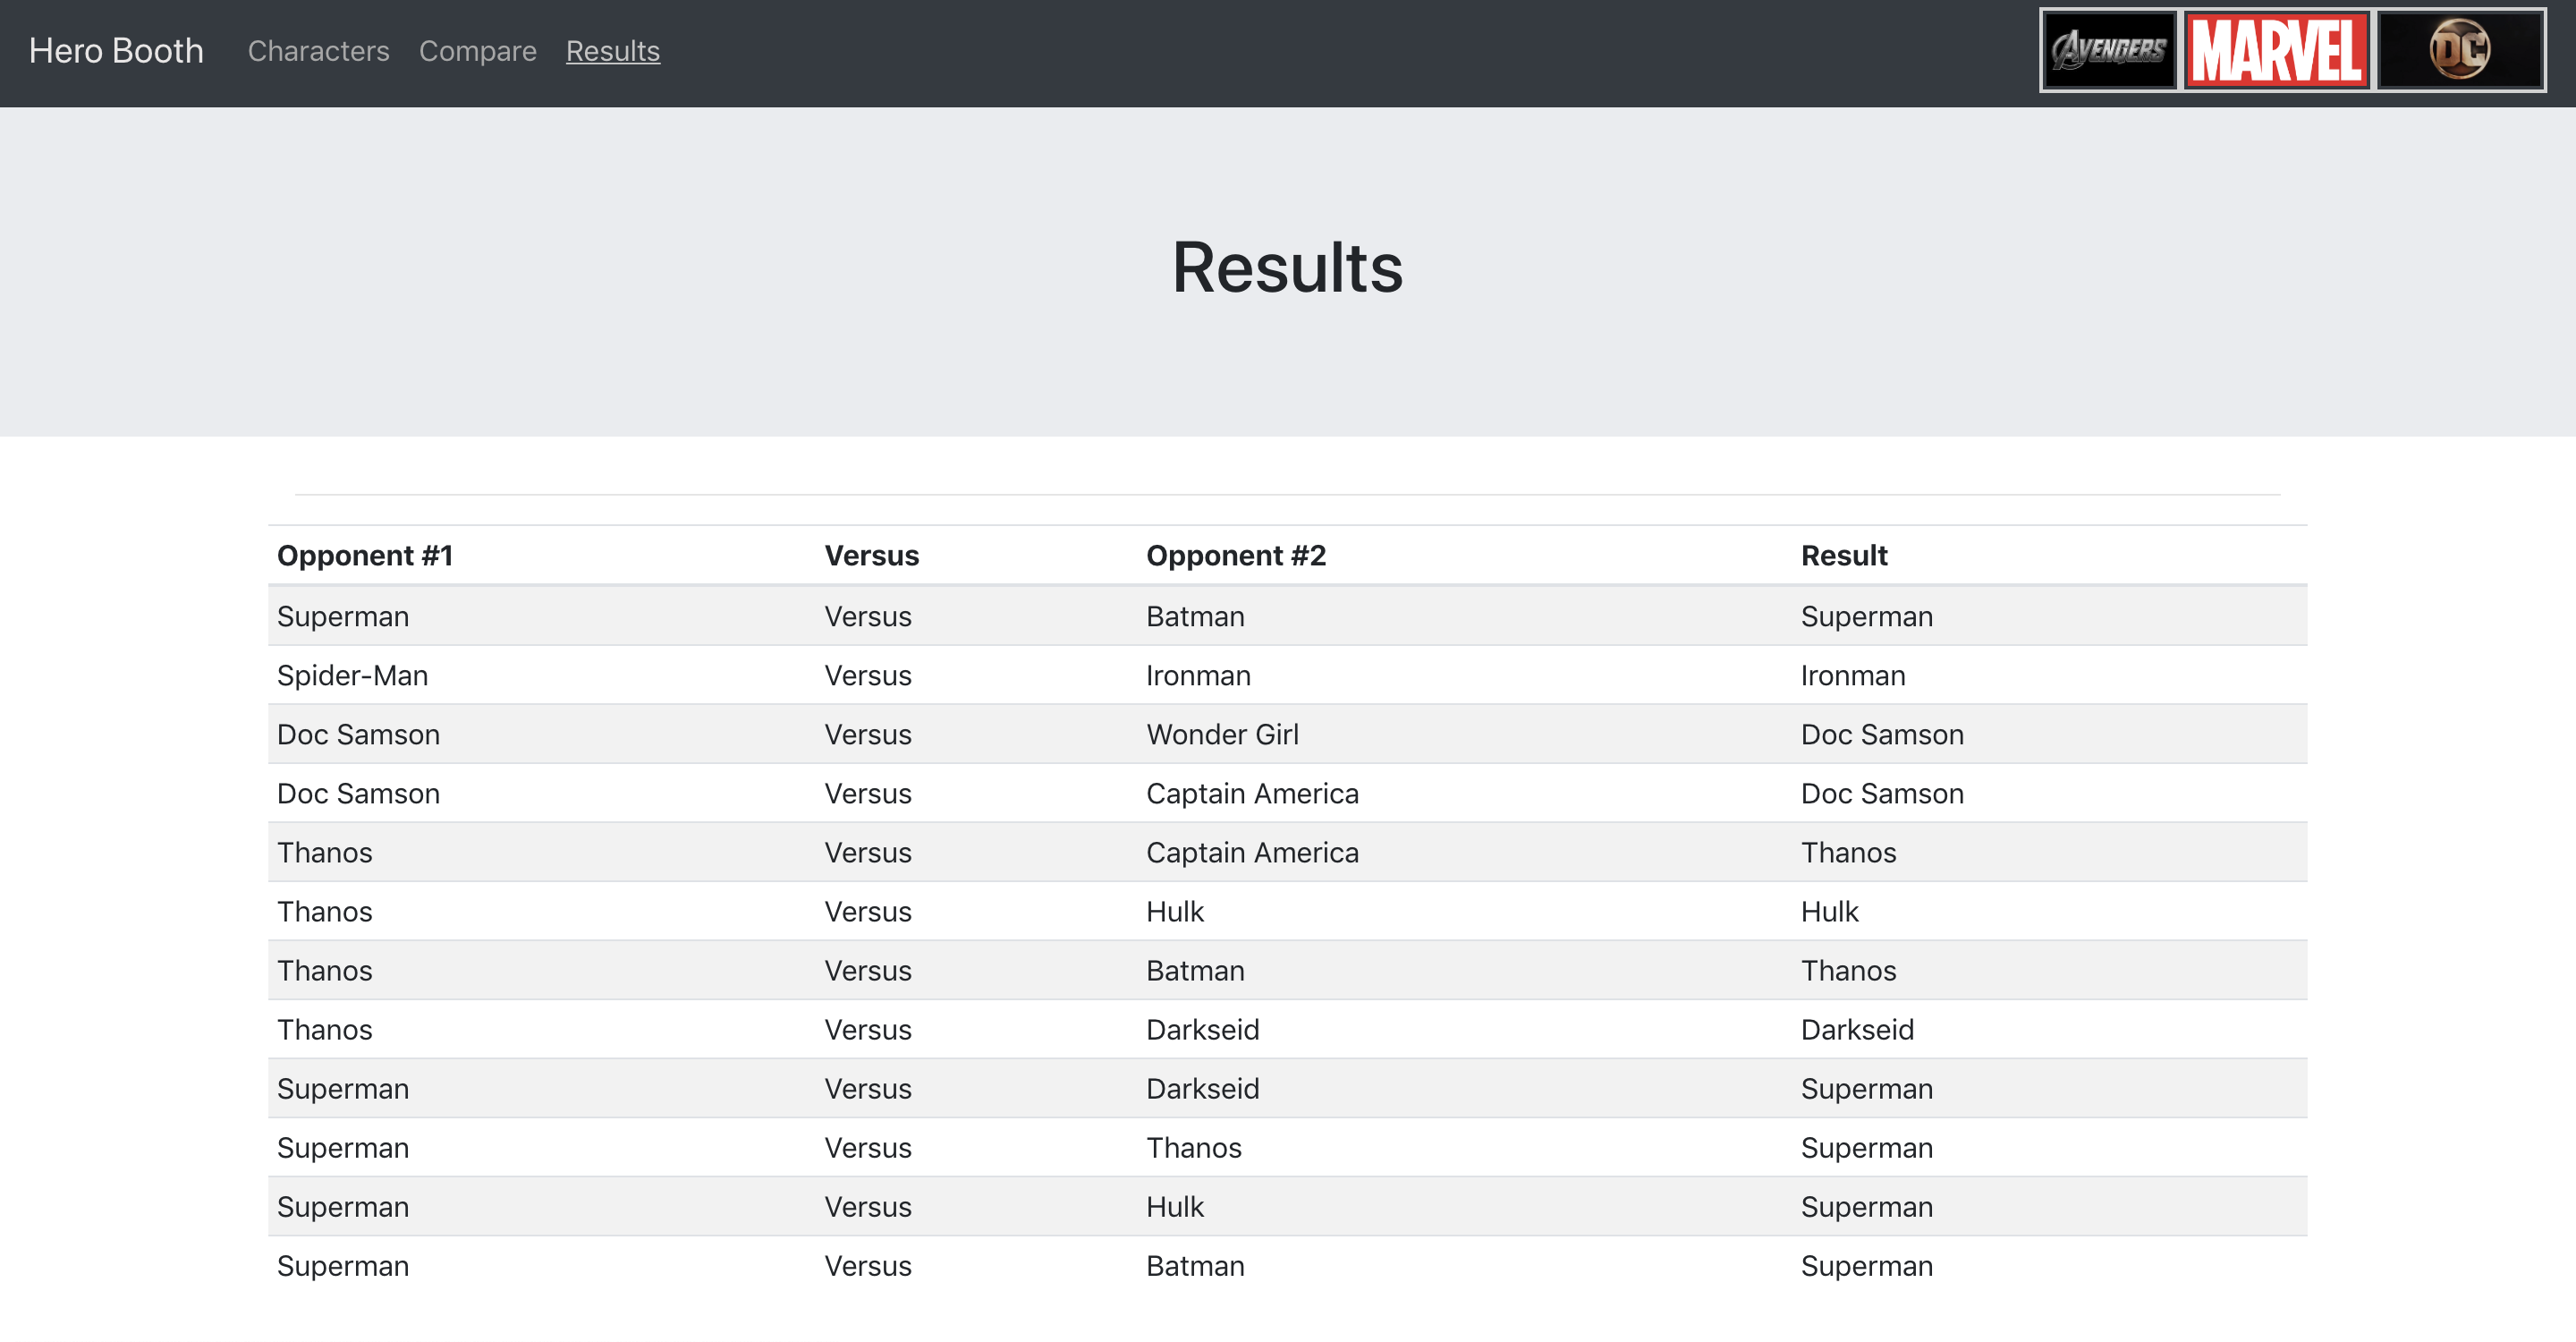 Hero Booth Characters Compare Results AVENGERS MARVEL DC
Results
Opponent #1 Versus Opponent #2 Result
Superman Versus Batman Superman
Spider-Man Versus Ironman Ironman
Doc Samson Versus Wonder Girl Doc Samson
Doc Samson Versus Captain America Doc Samson
Thanos Versus Captain America Thanos
Thanos Versus Hulk Hulk
Thanos Versus Batman Thanos
Thanos Versus Darkseid Darkseid
Superman Versus Darkseid Superman
Superman Versus Thanos Superman
Superman Versus Hulk Superman
Superman Versus Batman Superman